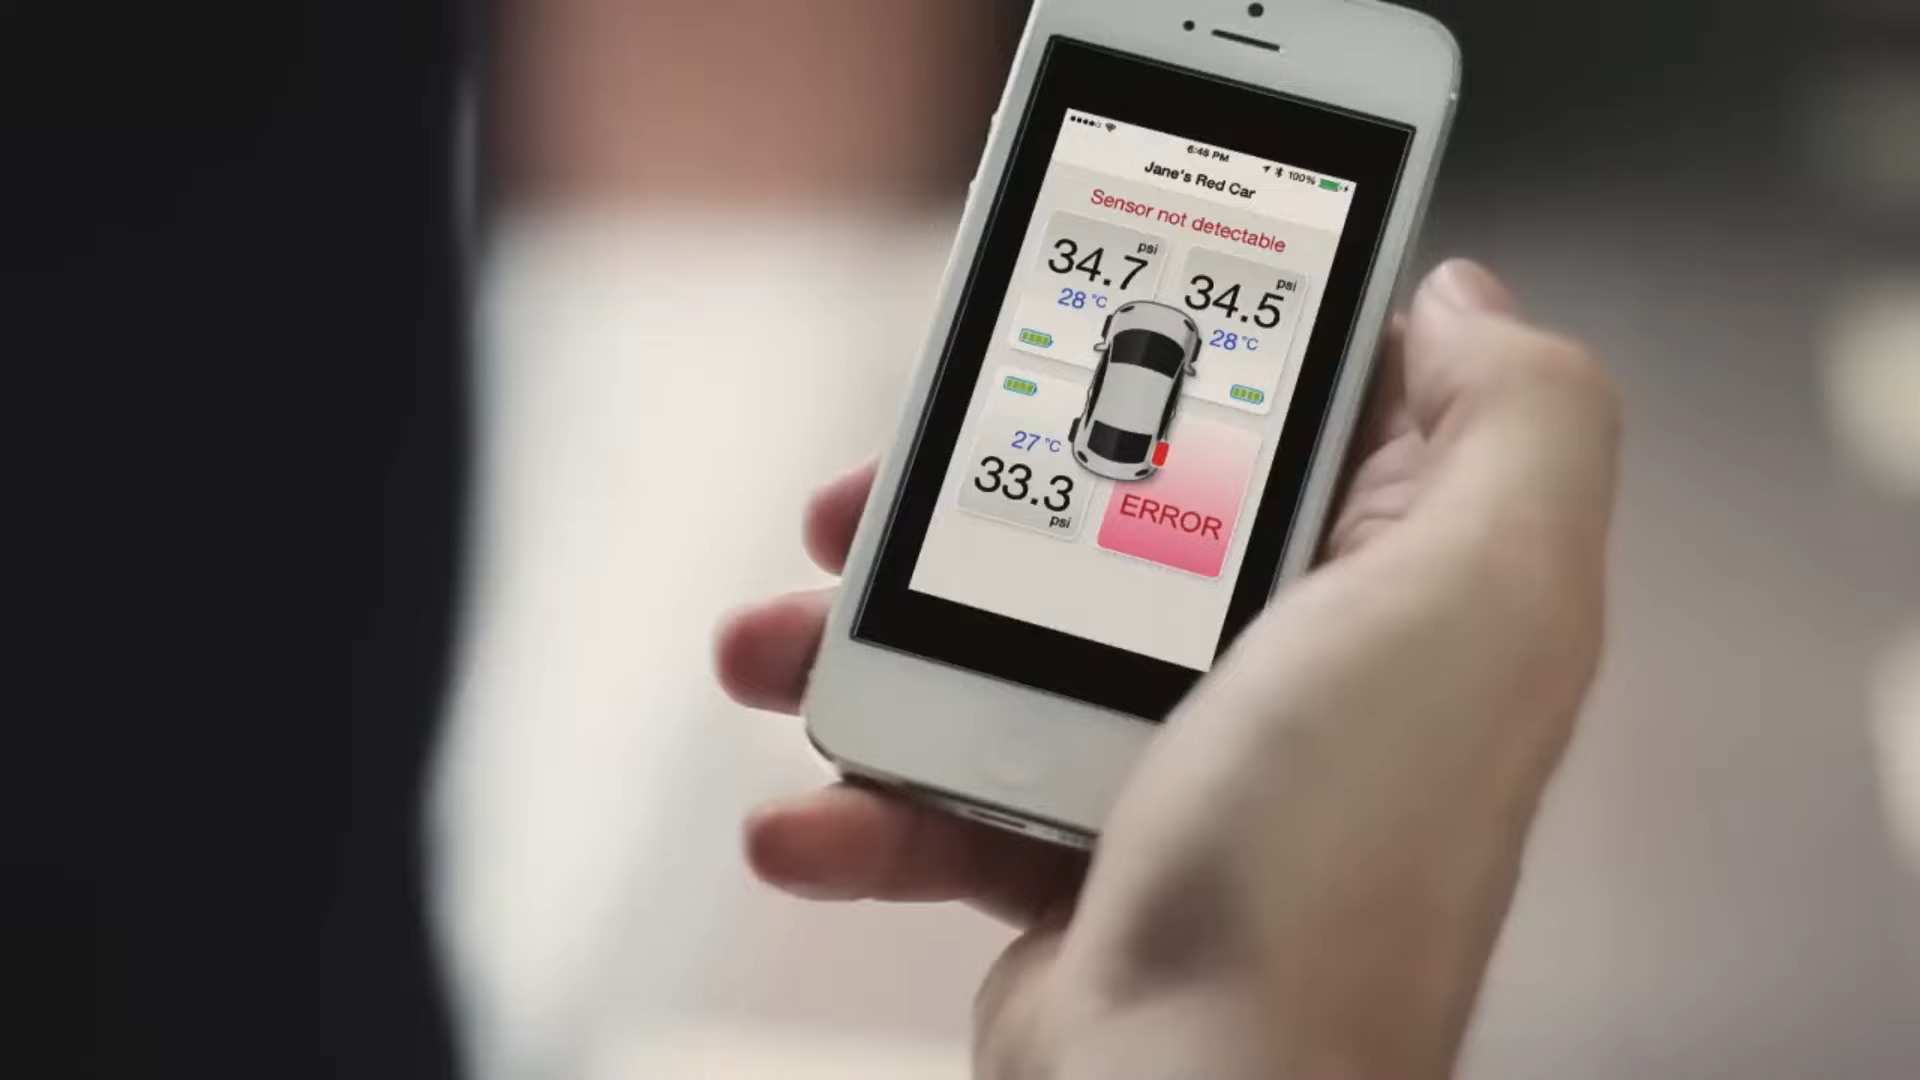 6:46 PM
100%
Jane's Red Car
Sensor not detectable
psi
34.7
28 °C
psi
34.5
28 °C
27 °C
33.3
psi
ERROR